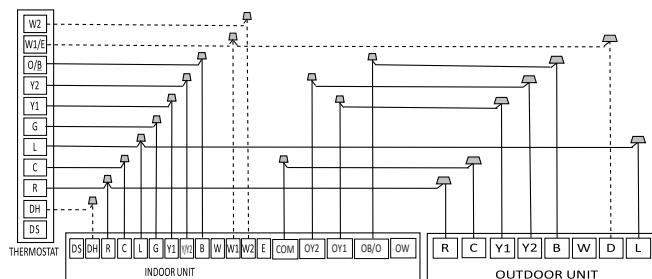 W2
W1/E
O/B
Y2
Y1
G
L
C
R
DH
DS
THERMOSTAT
DS DH R C L G Y1 Y/Y2 B W W1 W2 E COM OY2 OY1 OB/O OW
INDOOR UNIT
R C Y1 Y2 B W D L
OUTDOOR UNIT